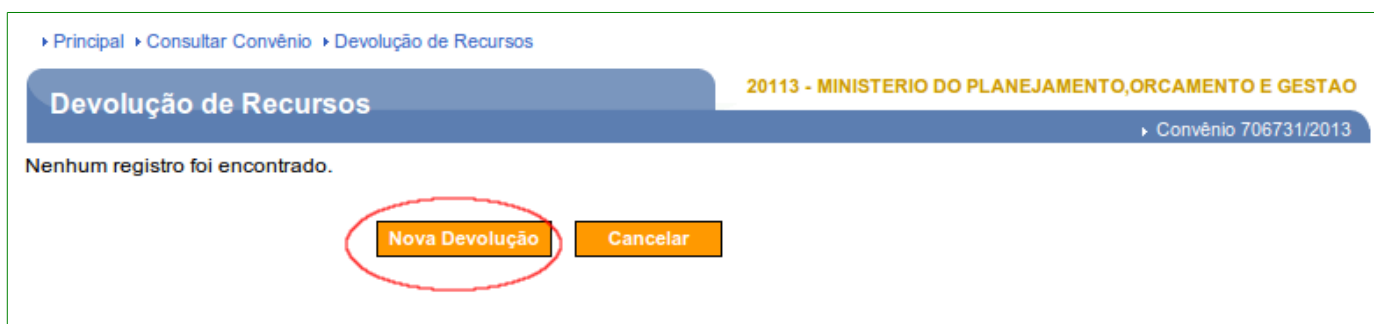 Principal Consultar Convênio Devolução de Recursos
20113 - MINISTERIO DO PLANEJAMENTO,ORCAMENTO E GESTAO
Devolução de Recursos
Convênio 706731/2013
Nenhum registro foi encontrado.
Nova Devolução Cancelar